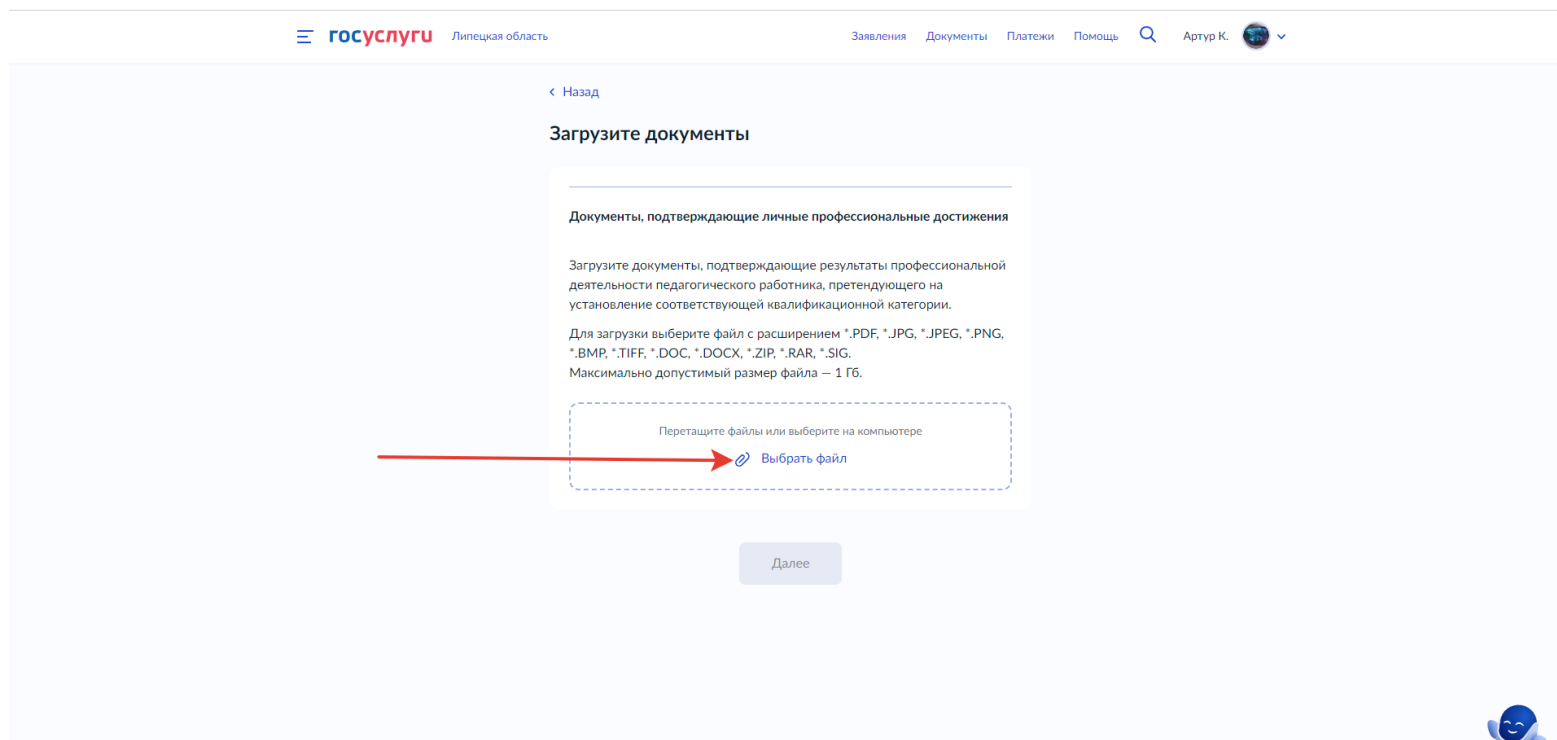 госуслуги Липецкая область Заявления Документы Платежи Помощь Артур К.
Назад
Загрузите документы
Документы, подтверждающие личные профессиональные достижения
Загрузите документы, подтверждающие результаты профессиональной
деятельности педагогического работника, претендующего на
установление соответствующей квалификационной категории.
Для загрузки выберите файл с расширением *.PDF, *.JPG, *.JPEG, *.PNG,
*.BMP, *.TIFF, *.DOC, *.DOCX, *.ZIP, *.RAR, *.SIG.
Максимально допустимый размер файла — 1 Гб.
Перетащите файлы или выберите на компьютере
Выбрать файл
Далее